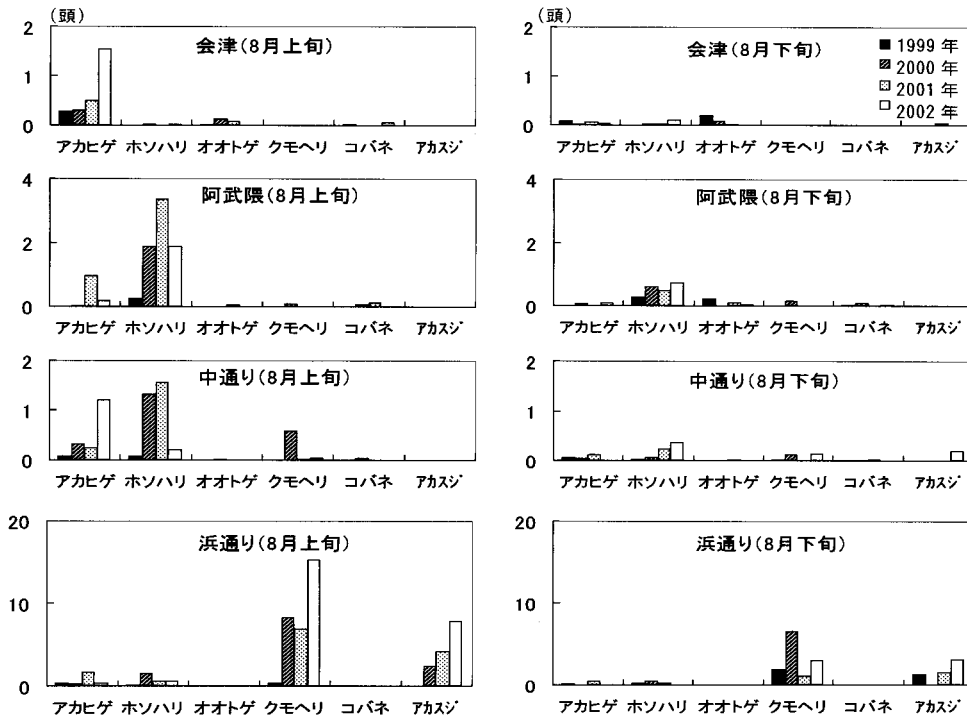 (頭)
2
1
0
会津(8月上旬)
アカヒゲ ホソハリ オオトゲ クモヘリ コバネ アカスジ
(頭)
2
1
0
会津(8月下旬)
1999 年
2000 年
2001 年
2002 年
アカヒゲ ホソハリ オオトゲ クモヘリ コバネ アカスジ
4
2
0
阿武隈(8月上旬)
アカヒゲ ホソハリ オオトゲ クモヘリ コバネ アカスジ
4
2
0
阿武隈(8月下旬)
アカヒゲ ホソハリ オオトゲ クモヘリ コバネ アカスジ
2
1
0
中通り(8月上旬)
アカヒゲ ホソハリ オオトゲ クモヘリ コバネ アカスジ
2
1
0
中通り(8月下旬)
アカヒゲ ホソハリ オオトゲ クモヘリ コバネ アカスジ
20
10
0
浜通り(8月上旬)
アカヒゲ ホソハリ オオトゲ クモヘリ コバネ アカスジ
20
10
0
浜通り(8月下旬)
アカヒゲ ホソハリ オオトゲ クモヘリ コバネ アカスジ